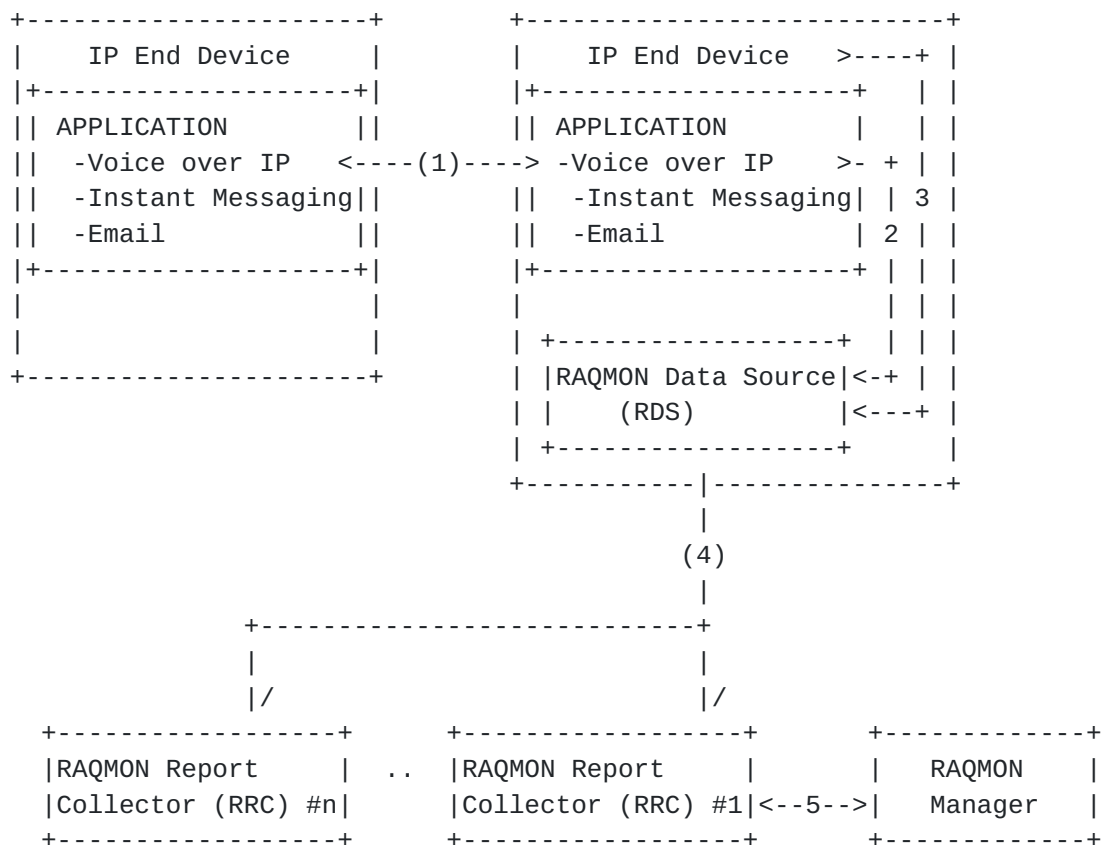 IP End Device IP End Device >----+
APPLICATION APPLICATION
-Voice over IP <----(1)----> -Voice over IP >- +
-Instant Messaging -Instant Messaging 3
-Email -Email 2
RAQMON Data Source <-+
(RDS) <---+
(4)
RAQMON Report .. RAQMON Report RAQMON
Collector (RRC) #n Collector (RRC) #1 <--5--> Manager